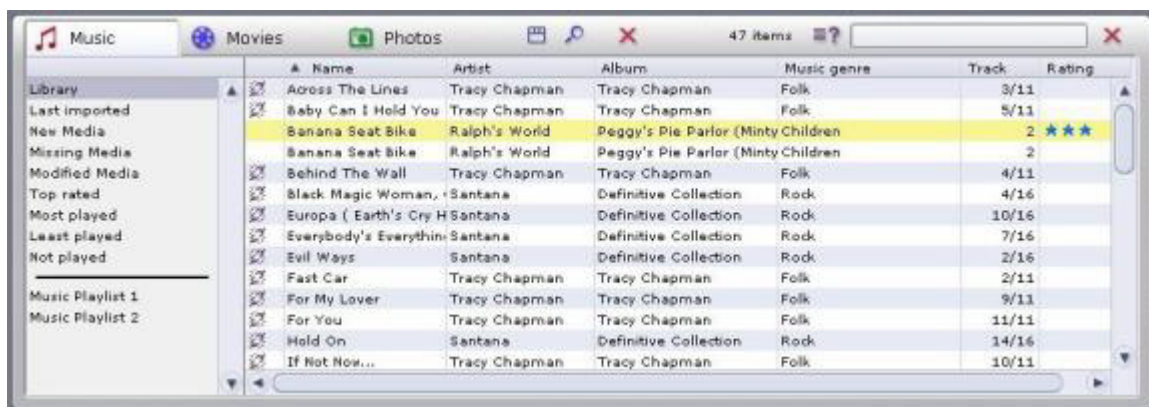 Music Movies Photos 47 items ≡?
Name Artist Album Music genre Track Rating
Library
Last imported
New Media
Missing Media
Modified Media
Top rated
Most played
Least played
Not played
Music Playlist 1
Music Playlist 2
Across The Lines Tracy Chapman Tracy Chapman Folk 3/11
Baby Can I Hold You Tracy Chapman Tracy Chapman Folk 5/11
Banana Seat Bike Ralph's World Peggy's Pie Parlor (Minty Children 2 ★★★
Banana Seat Bike Ralph's World Peggy's Pie Parlor (Minty Children 2
Behind The Wall Tracy Chapman Tracy Chapman Folk 4/11
Black Magic Woman, Santana Definitive Collection Rock 4/16
Europa ( Earth's Cry H Santana Definitive Collection Rock 10/16
Everybody's Everythin Santana Definitive Collection Rock 7/16
Evil Ways Santana Definitive Collection Rock 2/16
Fast Car Tracy Chapman Tracy Chapman Folk 2/11
For My Lover Tracy Chapman Tracy Chapman Folk 9/11
For You Tracy Chapman Tracy Chapman Folk 11/11
Hold On Santana Definitive Collection Rock 14/16
If Not Now... Tracy Chapman Tracy Chapman Folk 10/11